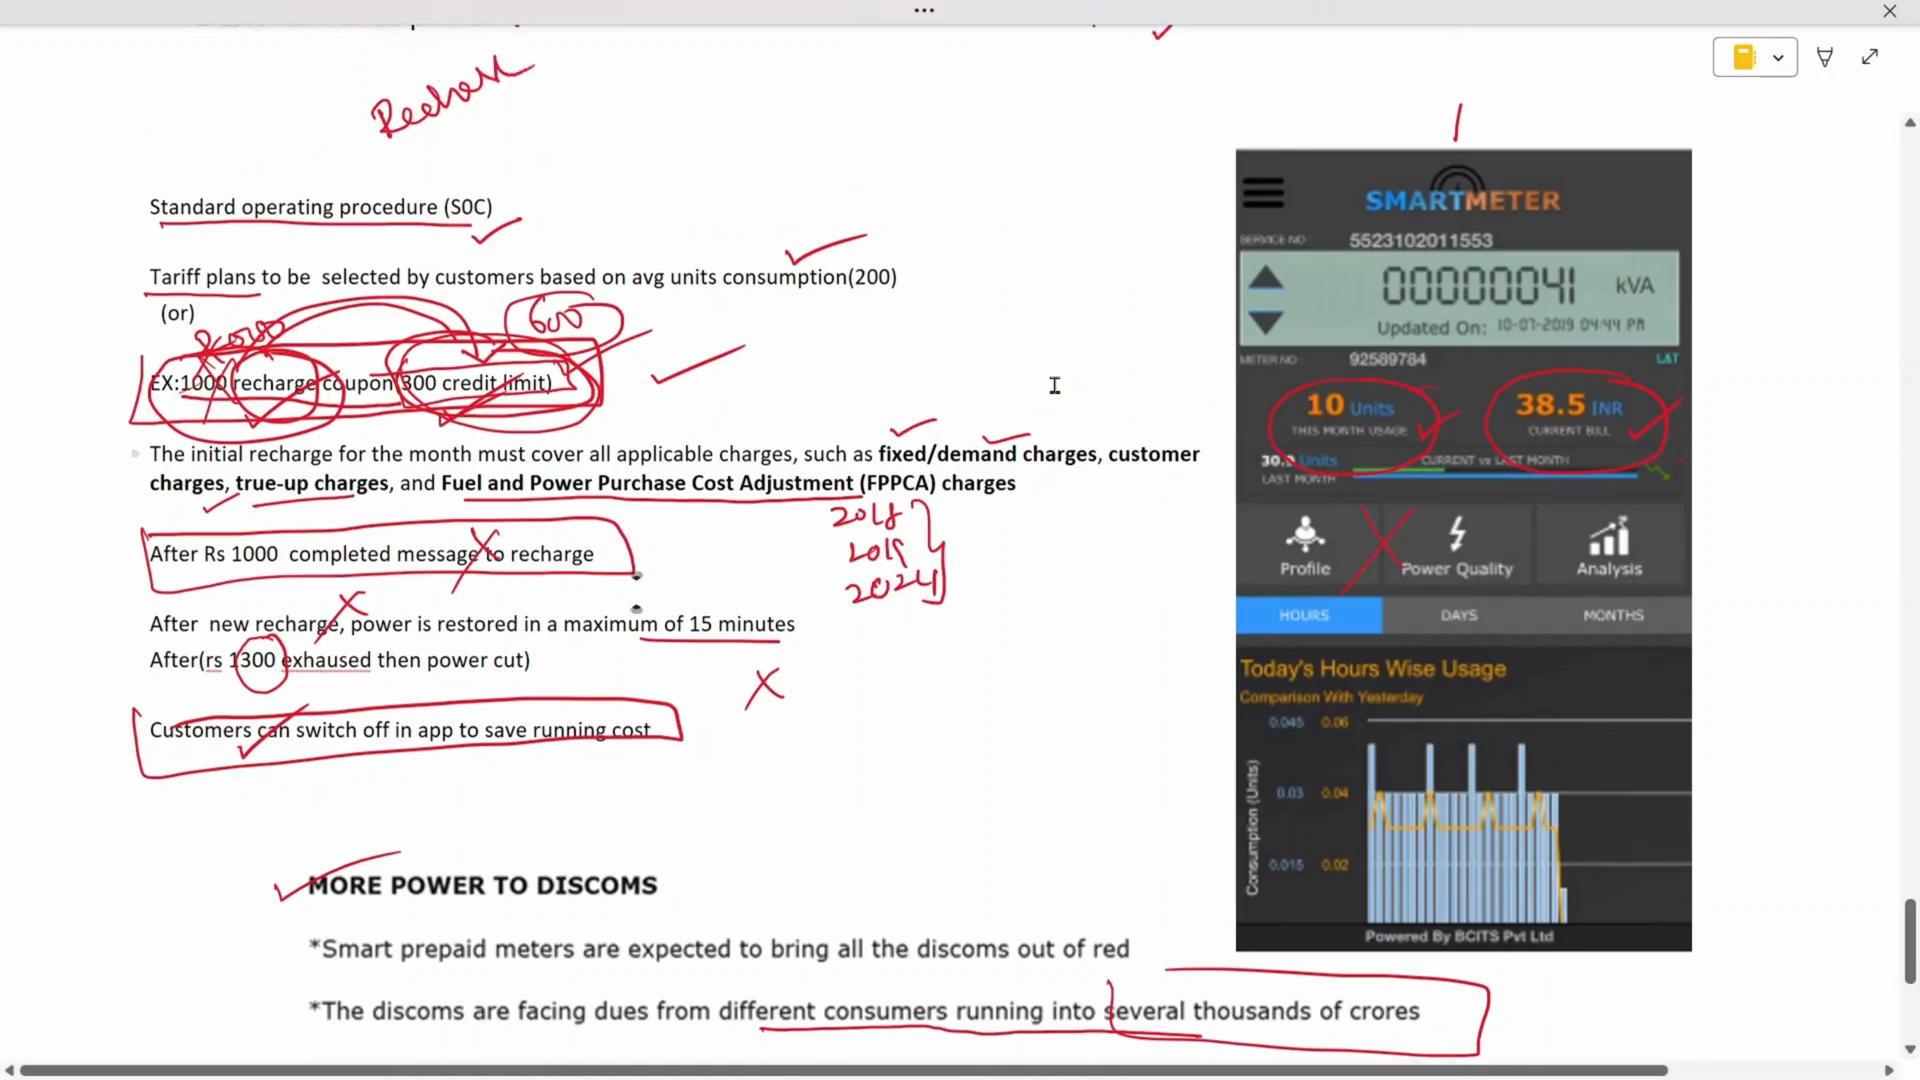 Standard operating procedure (S0C)
Tariff plans to be selected by customers based on avg units consumption(200)
(or)
600
EX:1000 recharge coupon(300 credit limit)
The initial recharge for the month must cover all applicable charges, such as fixed/demand charges, customer
charges, true-up charges, and Fuel and Power Purchase Cost Adjustment (FPPCA) charges
2018
2019
2024
After Rs 1000 completed message to recharge
After new recharge, power is restored in a maximum of 15 minutes
After(rs 1300 exhaused then power cut)
Customers can switch off in app to save running cost
MORE POWER TO DISCOMS
*Smart prepaid meters are expected to bring all the discoms out of red
*The discoms are facing dues from different consumers running into several thousands of crores
SMARTMETER
SERVICE NO : 5523102011553
00000041 kVA
Updated On: 10-07-2019 04:44 PM
METER NO : 92589784 L&T
10 Units 38.5 INR
THIS MONTH USAGE CURRENT BILL
30.9 Units CURRENT vs LAST MONTH
LAST MONTH
Profile Power Quality Analysis
HOURS DAYS MONTHS
Today's Hours Wise Usage
Comparison With Yesterday
0.045 0.06
0.03 0.04
0.015 0.02
Consumption (Units)
Powered By BCITS Pvt Ltd